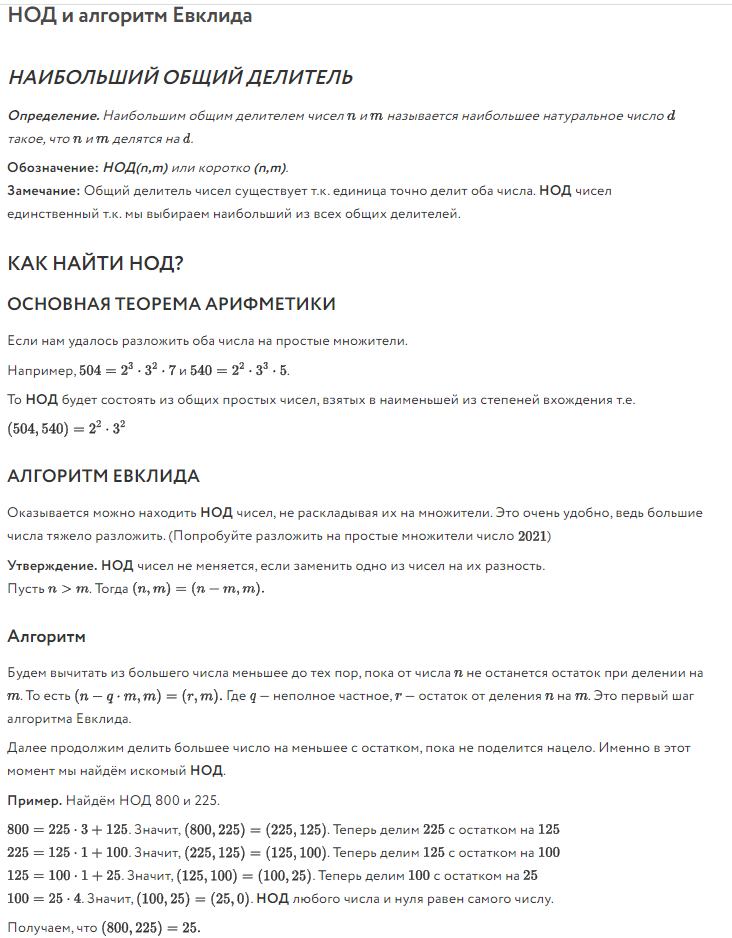 НОД и алгоритм Евклида
НАИБОЛЬШИЙ ОБЩИЙ ДЕЛИТЕЛЬ
Определение. Наибольшим общим делителем чисел n и m называется наибольшее натуральное число d
такое, что n и m делятся на d.
Обозначение: НОД(n,m) или коротко (n,m).
Замечание: Общий делитель чисел существует т.к. единица точно делит оба числа. НОД чисел
единственный т.к. мы выбираем наибольший из всех общих делителей.
КАК НАЙТИ НОД?
ОСНОВНАЯ ТЕОРЕМА АРИФМЕТИКИ
Если нам удалось разложить оба числа на простые множители.
Например, 504 = 2³ · 3² · 7 и 540 = 2² · 3³ · 5.
То НОД будет состоять из общих простых чисел, взятых в наименьшей из степеней вхождения т.е.
(504, 540) = 2² · 3²
АЛГОРИТМ ЕВКЛИДА
Оказывается можно находить НОД чисел, не раскладывая их на множители. Это очень удобно, ведь большие
числа тяжело разложить. (Попробуйте разложить на простые множители число 2021)
Утверждение. НОД чисел не меняется, если заменить одно из чисел на их разность.
Пусть n > m. Тогда (n, m) = (n − m, m).
Алгоритм
Будем вычитать из большего числа меньшее до тех пор, пока от числа n не останется остаток при делении на
m. То есть (n − q · m, m) = (r, m). Где q — неполное частное, r — остаток от деления n на m. Это первый шаг
алгоритма Евклида.
Далее продолжим делить большее число на меньшее с остатком, пока не поделится нацело. Именно в этот
момент мы найдём искомый НОД.
Пример. Найдём НОД 800 и 225.
800 = 225 · 3 + 125. Значит, (800, 225) = (225, 125). Теперь делим 225 с остатком на 125
225 = 125 · 1 + 100. Значит, (225, 125) = (125, 100). Теперь делим 125 с остатком на 100
125 = 100 · 1 + 25. Значит, (125, 100) = (100, 25). Теперь делим 100 с остатком на 25
100 = 25 · 4. Значит, (100, 25) = (25, 0). НОД любого числа и нуля равен самого числу.
Получаем, что (800, 225) = 25.